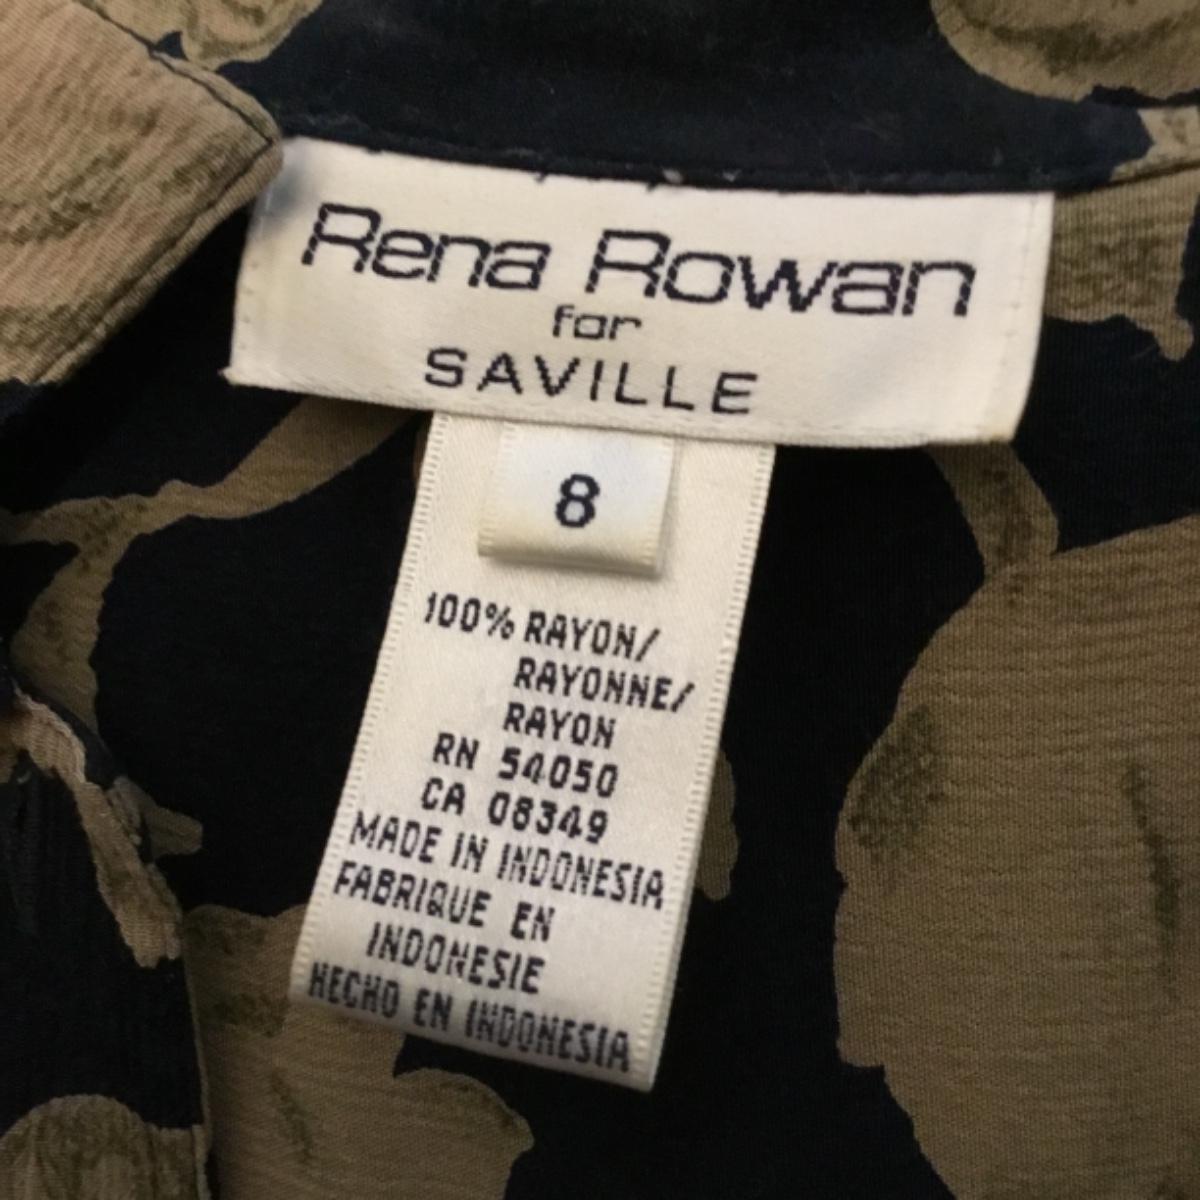 Rena Rowan
for
SAVILLE
8
100% RAYON/
RAYONNE/
RAYON
RN 54050
CA 08349
MADE IN INDONESIA
FABRIQUE EN
INDONESIE
HECHO EN INDONESIA